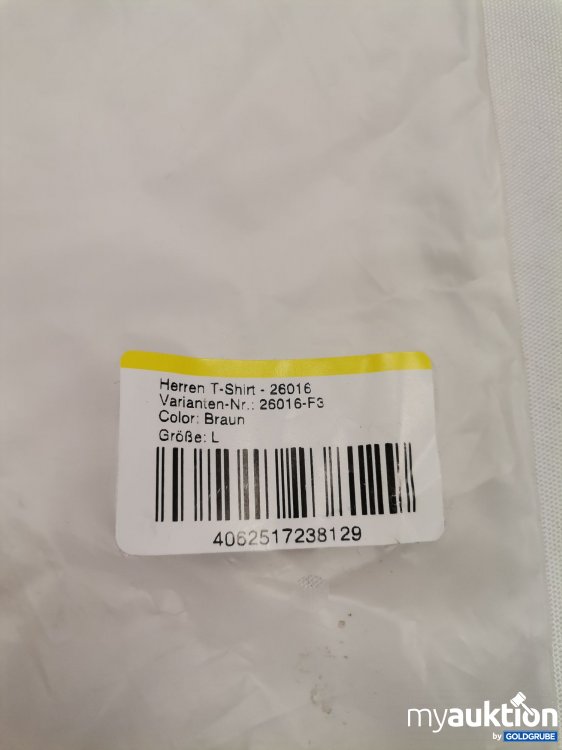 Herren T-Shirt - 26016
Varianten-Nr.: 26016-F3
Color: Braun
Größe: L
4062517238129
myauktion
by GOLDGRUBE